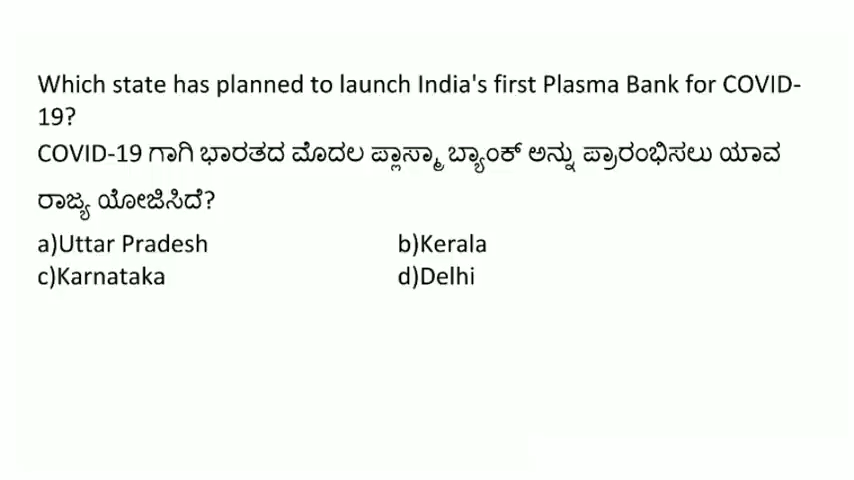 Which state has planned to launch India's first Plasma Bank for COVID-
19?
COVID-19 ಗಾಗಿ ಭಾರತದ ಮೊದಲ ಪ್ಲಾಸ್ಮಾ ಬ್ಯಾಂಕ್ ಅನ್ನು ಪ್ರಾರಂಭಿಸಲು ಯಾವ
ರಾಜ್ಯ ಯೋಜಿಸಿದೆ?
a)Uttar Pradesh b)Kerala
c)Karnataka d)Delhi